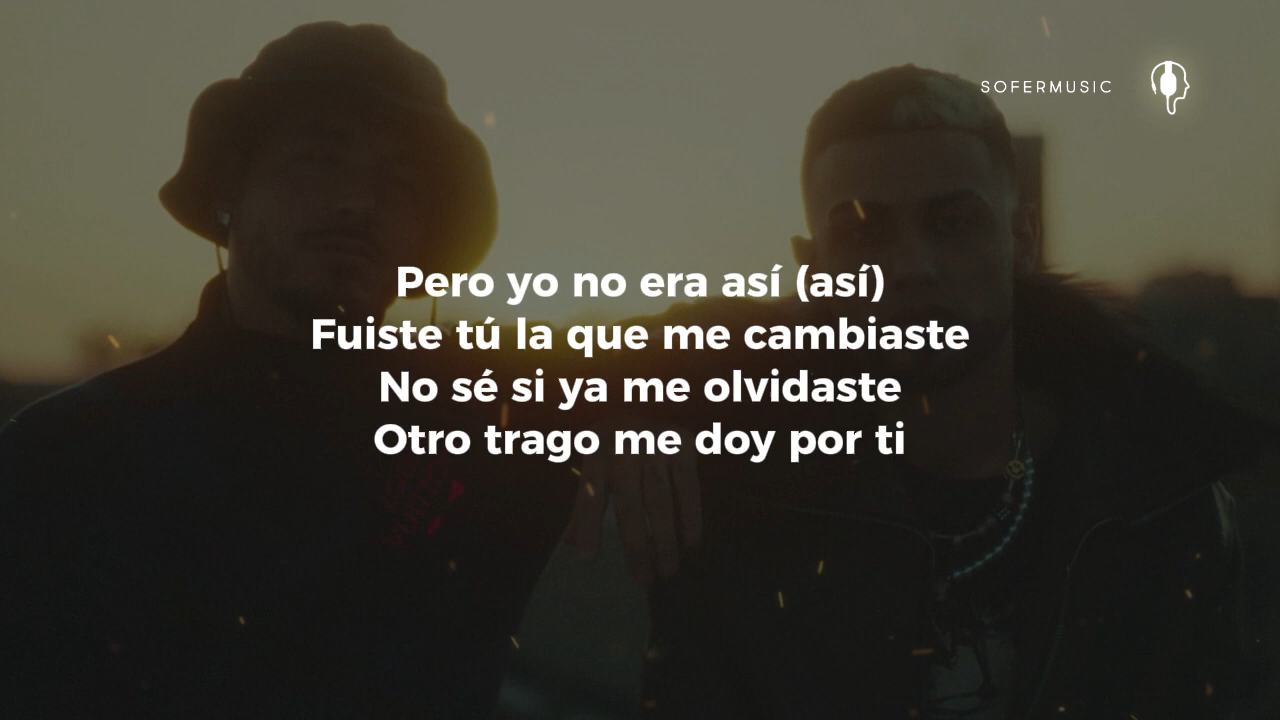 SOFERMUSIC
Pero yo no era así (así)
Fuiste tú la que me cambiaste
No sé si ya me olvidaste
Otro trago me doy por ti